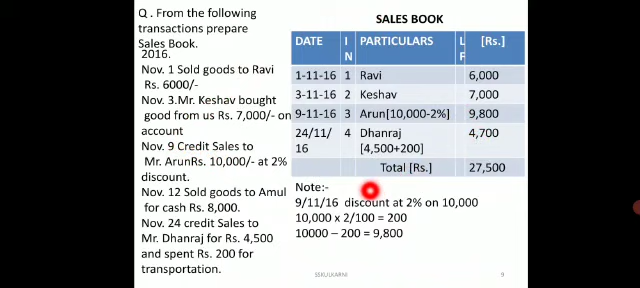 Q . From the following
transactions prepare
Sales Book.
2016.
Nov. 1 Sold goods to Ravi
Rs. 6000/-
Nov. 3.Mr. Keshav bought
good from us Rs. 7,000/- on
account
Nov. 9 Credit Sales to
Mr. ArunRs. 10,000/- at 2%
discount.
Nov. 12 Sold goods to Amul
for cash Rs. 8,000.
Nov. 24 credit Sales to
Mr. Dhanraj for Rs. 4,500
and spent Rs. 200 for
transportation.
SALES BOOK
DATE IN PARTICULARS LF [Rs.]
1-11-16 1 Ravi 6,000
3-11-16 2 Keshav 7,000
9-11-16 3 Arun[10,000-2%] 9,800
24/11/16 4 Dhanraj [4,500+200] 4,700
Total [Rs.] 27,500
Note:-
9/11/16 discount at 2% on 10,000
10,000 x 2/100 = 200
10000 – 200 = 9,800
SSKULKARNI 9